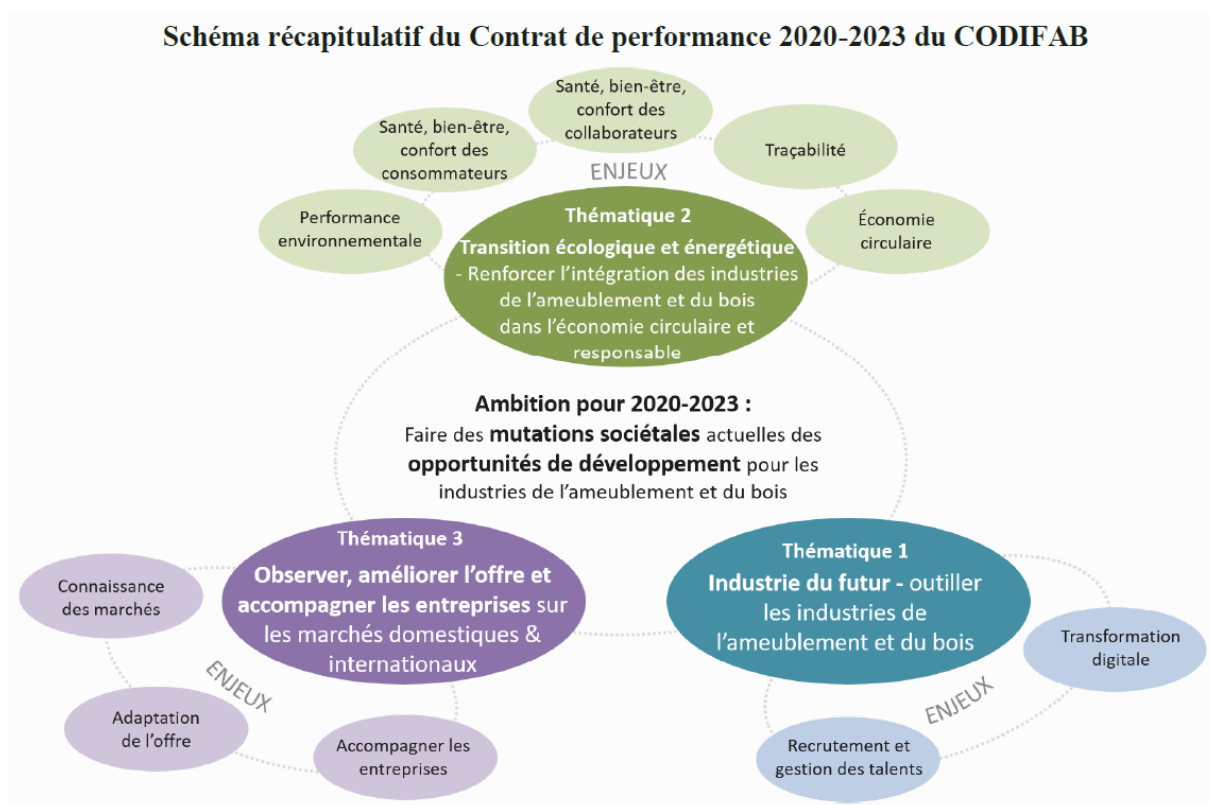 Schéma récapitulatif du Contrat de performance 2020-2023 du CODIFAB
Santé, bien-être,
confort des
collaborateurs
Santé, bien-être,
confort des
consommateurs
Traçabilité
ENJEUX
Performance
environnementale
Économie
circulaire
Thématique 2
Transition écologique et énergétique
- Renforcer l'intégration des industries
de l'ameublement et du bois
dans l'économie circulaire et
responsable
Ambition pour 2020-2023 :
Faire des mutations sociétales actuelles des
opportunités de développement pour les
industries de l'ameublement et du bois
Thématique 3
Observer, améliorer l'offre et
accompagner les entreprises sur
les marchés domestiques &
internationaux
Connaissance
des marchés
ENJEUX
Adaptation
de l'offre
Accompagner les
entreprises
Thématique 1
Industrie du futur - outiller
les industries de
l'ameublement et du bois
Transformation
digitale
ENJEUX
Recrutement et
gestion des talents